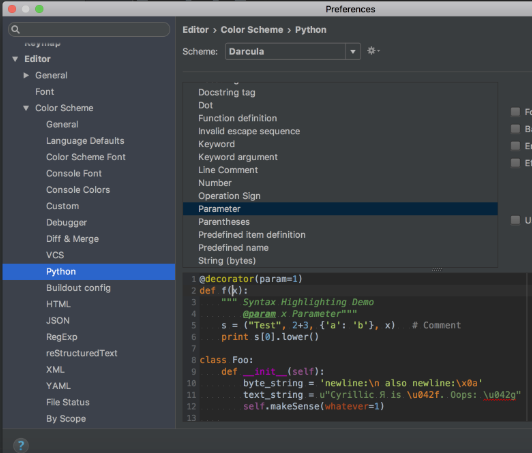 Preferences
Editor › Color Scheme › Python
Scheme: Darcula
Keymap
Editor
General
Font
Color Scheme
General
Language Defaults
Color Scheme Font
Console Font
Console Colors
Custom
Debugger
Diff & Merge
VCS
Python
Buildout config
HTML
JSON
RegExp
reStructuredText
XML
YAML
File Status
By Scope
?
Docstring tag
Dot
Function definition
Invalid escape sequence
Keyword
Keyword argument
Line Comment
Number
Operation Sign
Parameter
Parentheses
Predefined item definition
Predefined name
String (bytes)
Fo
Ba
Er
Ef
U
1 @decorator(param=1)
2 def f(x):
3 """ Syntax Highlighting Demo
4 @param x Parameter"""
5 s = ("Test", 2+3, {'a': 'b'}, x) # Comment
6 print s[0].lower()
7
8 class Foo:
9 def __init__(self):
10 byte_string = 'newline:\n also newline:\x0a'
11 text_string = u"Cyrillic Я is \u042f. Oops: \u042g"
12 self.makeSense(whatever=1)
13